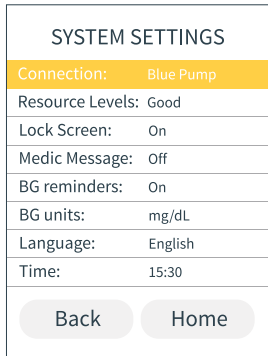 SYSTEM SETTINGS
Connection: Blue Pump
Resource Levels: Good
Lock Screen: On
Medic Message: Off
BG reminders: On
BG units: mg/dL
Language: English
Time: 15:30
Back Home